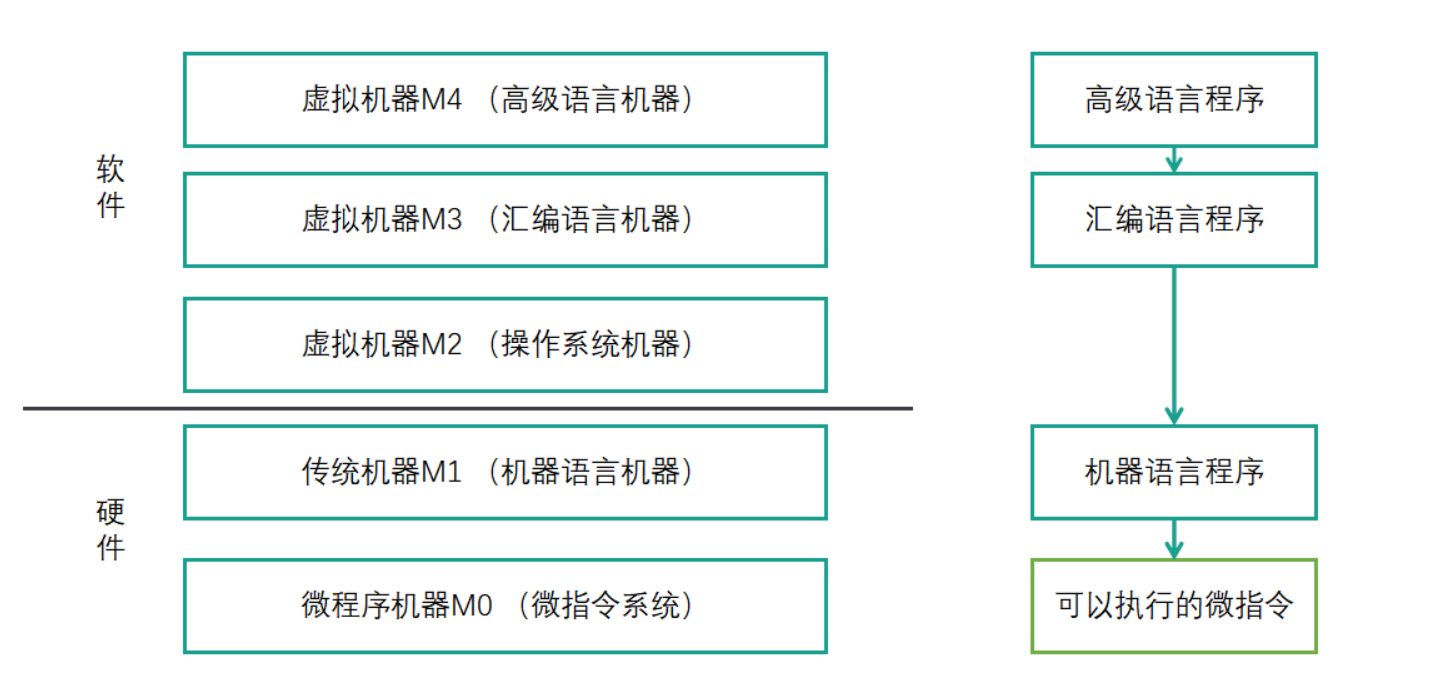 虚拟机器M4 （高级语言机器）
高级语言程序
软
件
虚拟机器M3 （汇编语言机器）
汇编语言程序
虚拟机器M2 （操作系统机器）
传统机器M1 （机器语言机器）
机器语言程序
硬
件
微程序机器M0 （微指令系统）
可以执行的微指令